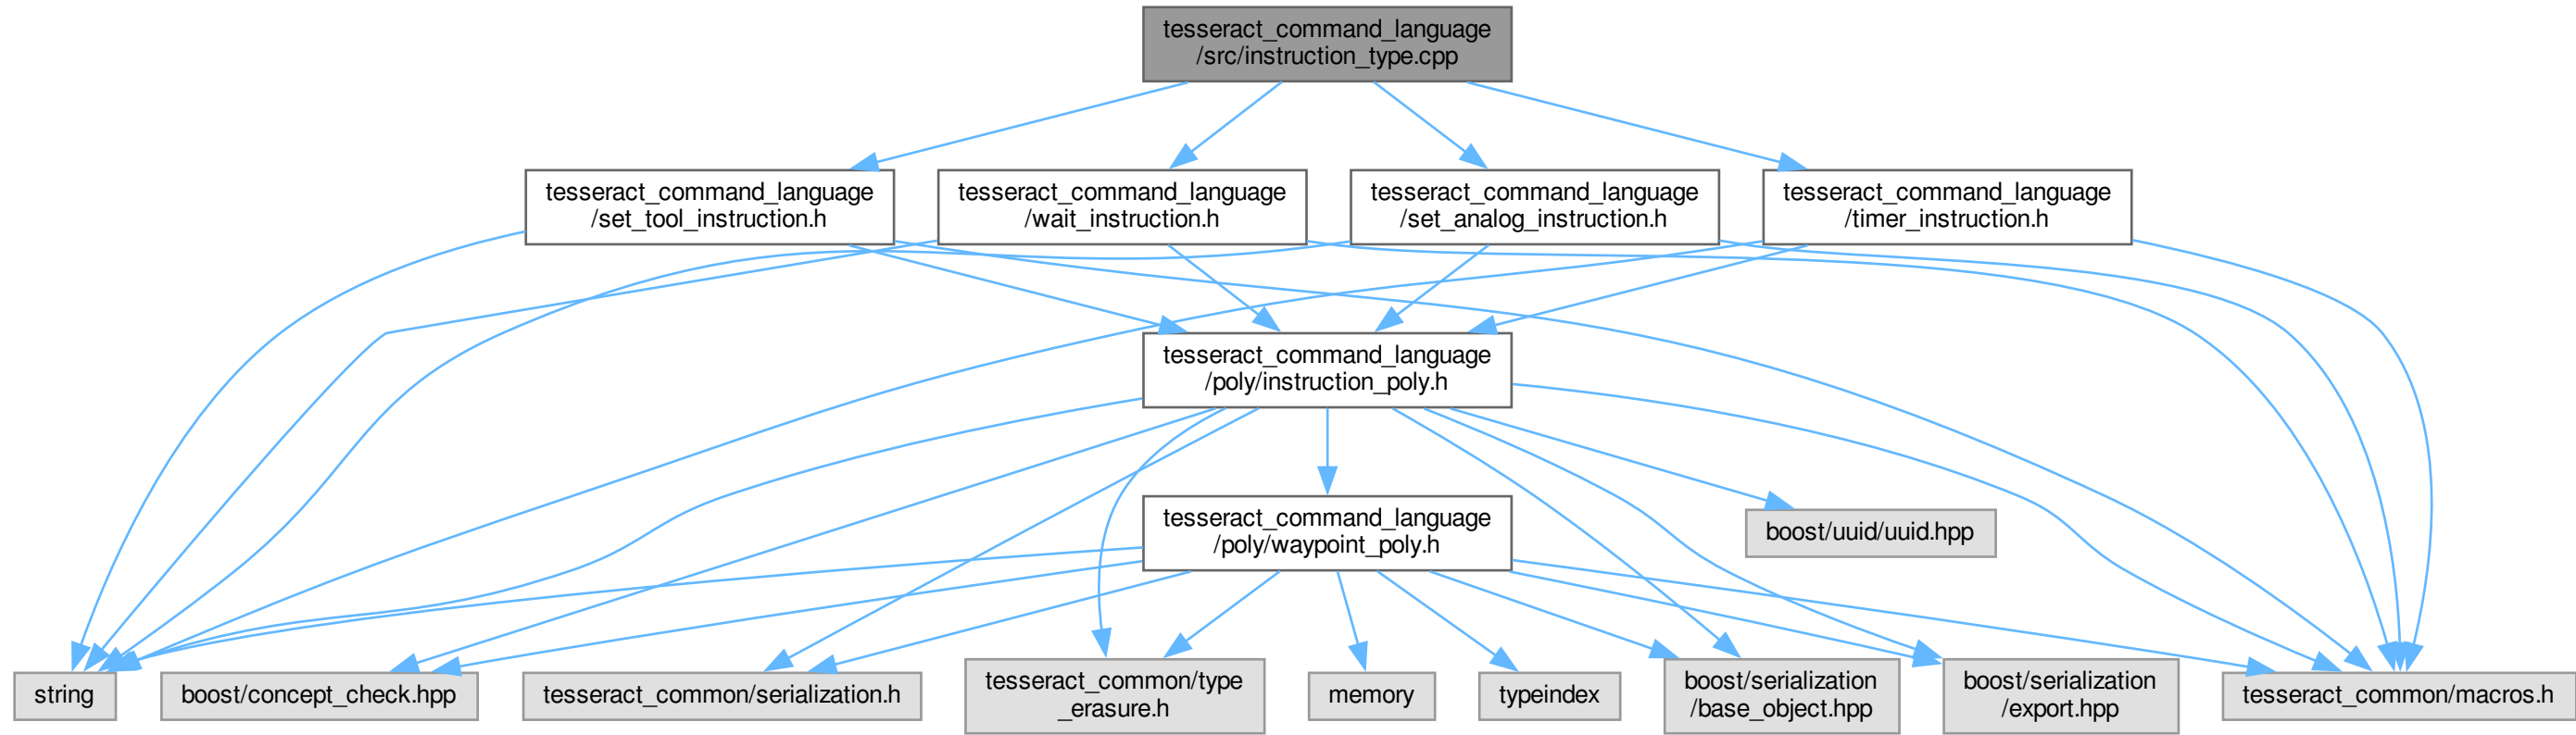 tesseract_command_language
/src/instruction_type.cpp
tesseract_command_language
/set_tool_instruction.h
tesseract_command_language
/wait_instruction.h
tesseract_command_language
/set_analog_instruction.h
tesseract_command_language
/timer_instruction.h
tesseract_command_language
/poly/instruction_poly.h
tesseract_command_language
/poly/waypoint_poly.h
boost/uuid/uuid.hpp
string
boost/concept_check.hpp
tesseract_common/serialization.h
tesseract_common/type
_erasure.h
memory
typeindex
boost/serialization
/base_object.hpp
boost/serialization
/export.hpp
tesseract_common/macros.h